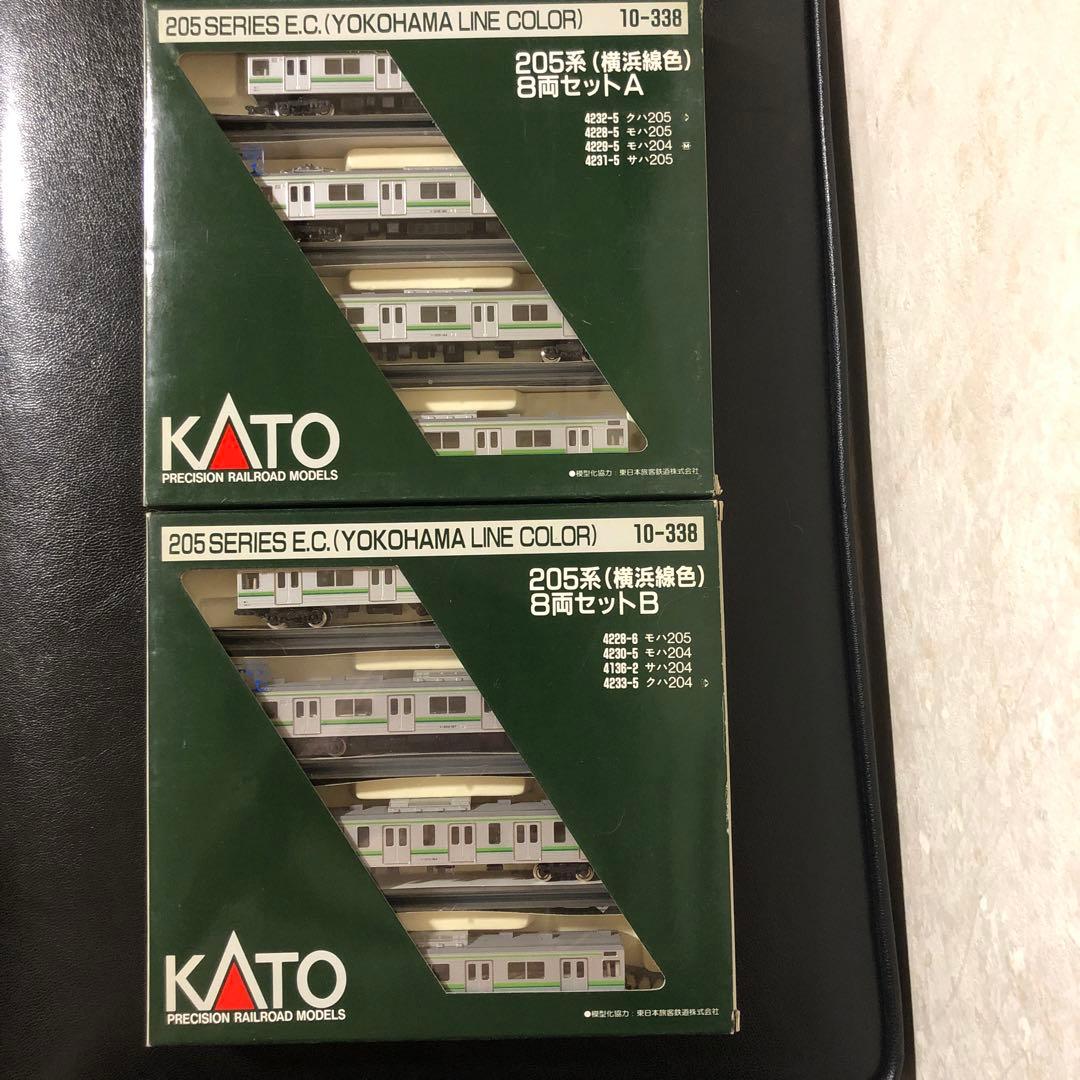 205 SERIES E.C.(YOKOHAMA LINE COLOR) 10-338
205系(横浜線色)
8両セットA
4232-5 クハ205
4228-5 モハ205
4229-5 モハ204 M
4231-5 サハ205
KATO
PRECISION RAILROAD MODELS
●模型化協力:東日本旅客鉄道株式会社
205 SERIES E.C.(YOKOHAMA LINE COLOR) 10-338
205系(横浜線色)
8両セットB
4228-6 モハ205
4230-5 モハ204
4136-2 サハ204
4233-5 クハ204
KATO
PRECISION RAILROAD MODELS
●模型化協力:東日本旅客鉄道株式会社